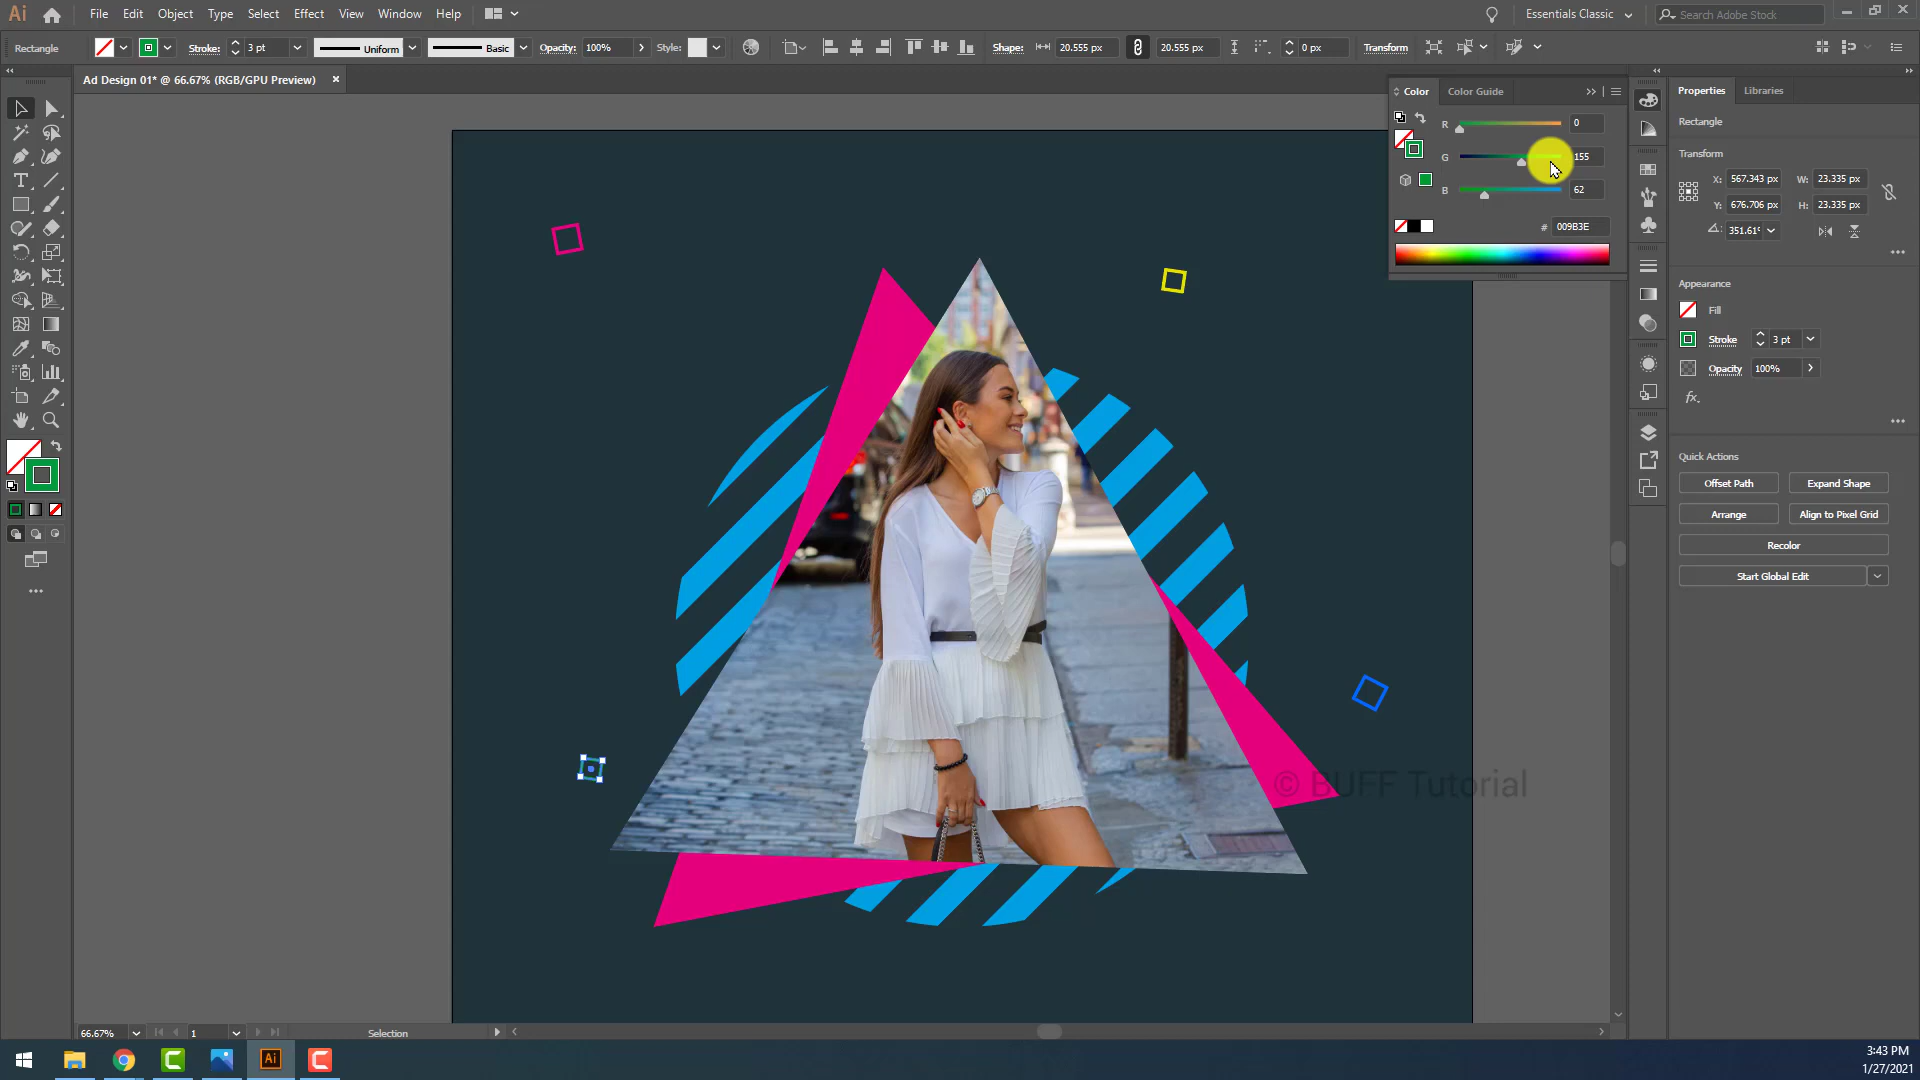 Ai File Edit Object Type Select Effect View Window Help Essentials Classic Search Adobe Stock
Rectangle Stroke: 3 pt Uniform Basic Opacity: 100% Style: Shape: 20.555 px 20.555 px 0 px Transform
Ad Design 01* @ 66.67% (RGB/GPU Preview) ×
Color Color Guide
R 0
G 155
B 62
# 009B3E
Properties Libraries
Rectangle
Transform
X: 567.343 px W: 23.335 px
Y: 676.706 px H: 23.335 px
351.61°
Appearance
Fill
Stroke 3 pt
Opacity 100%
fx.
Quick Actions
Offset Path Expand Shape
Arrange Align to Pixel Grid
Recolor
Start Global Edit
© BUFF Tutorial
66.67% 1 Selection
Ai
3:43 PM
1/27/2021